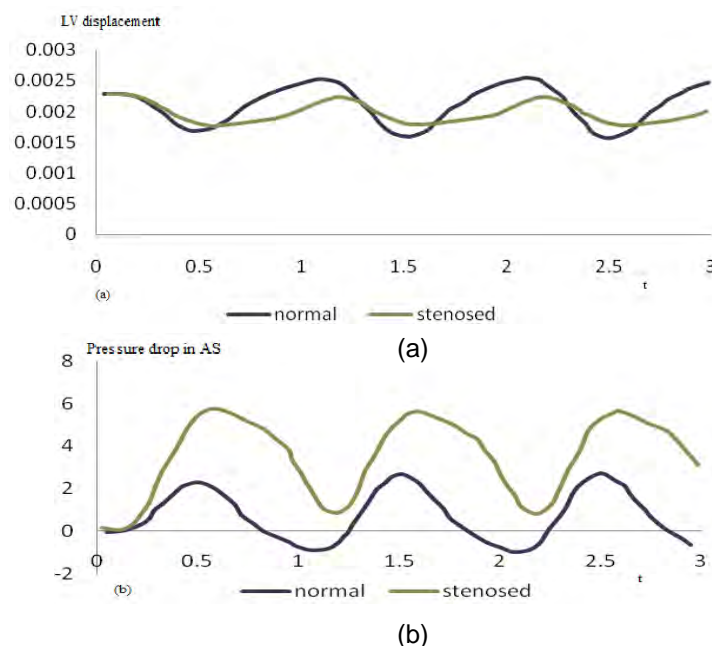 LV displacement
0.003
0.0025
0.002
0.0015
0.001
0.0005
0
0 0.5 1 1.5 2 2.5 3
(a) t
normal stenosed
(a)
Pressure drop in AS
8
6
4
2
0
0 0.5 1 1.5 2 2.5 3
-2
(b) t
normal stenosed
(b)